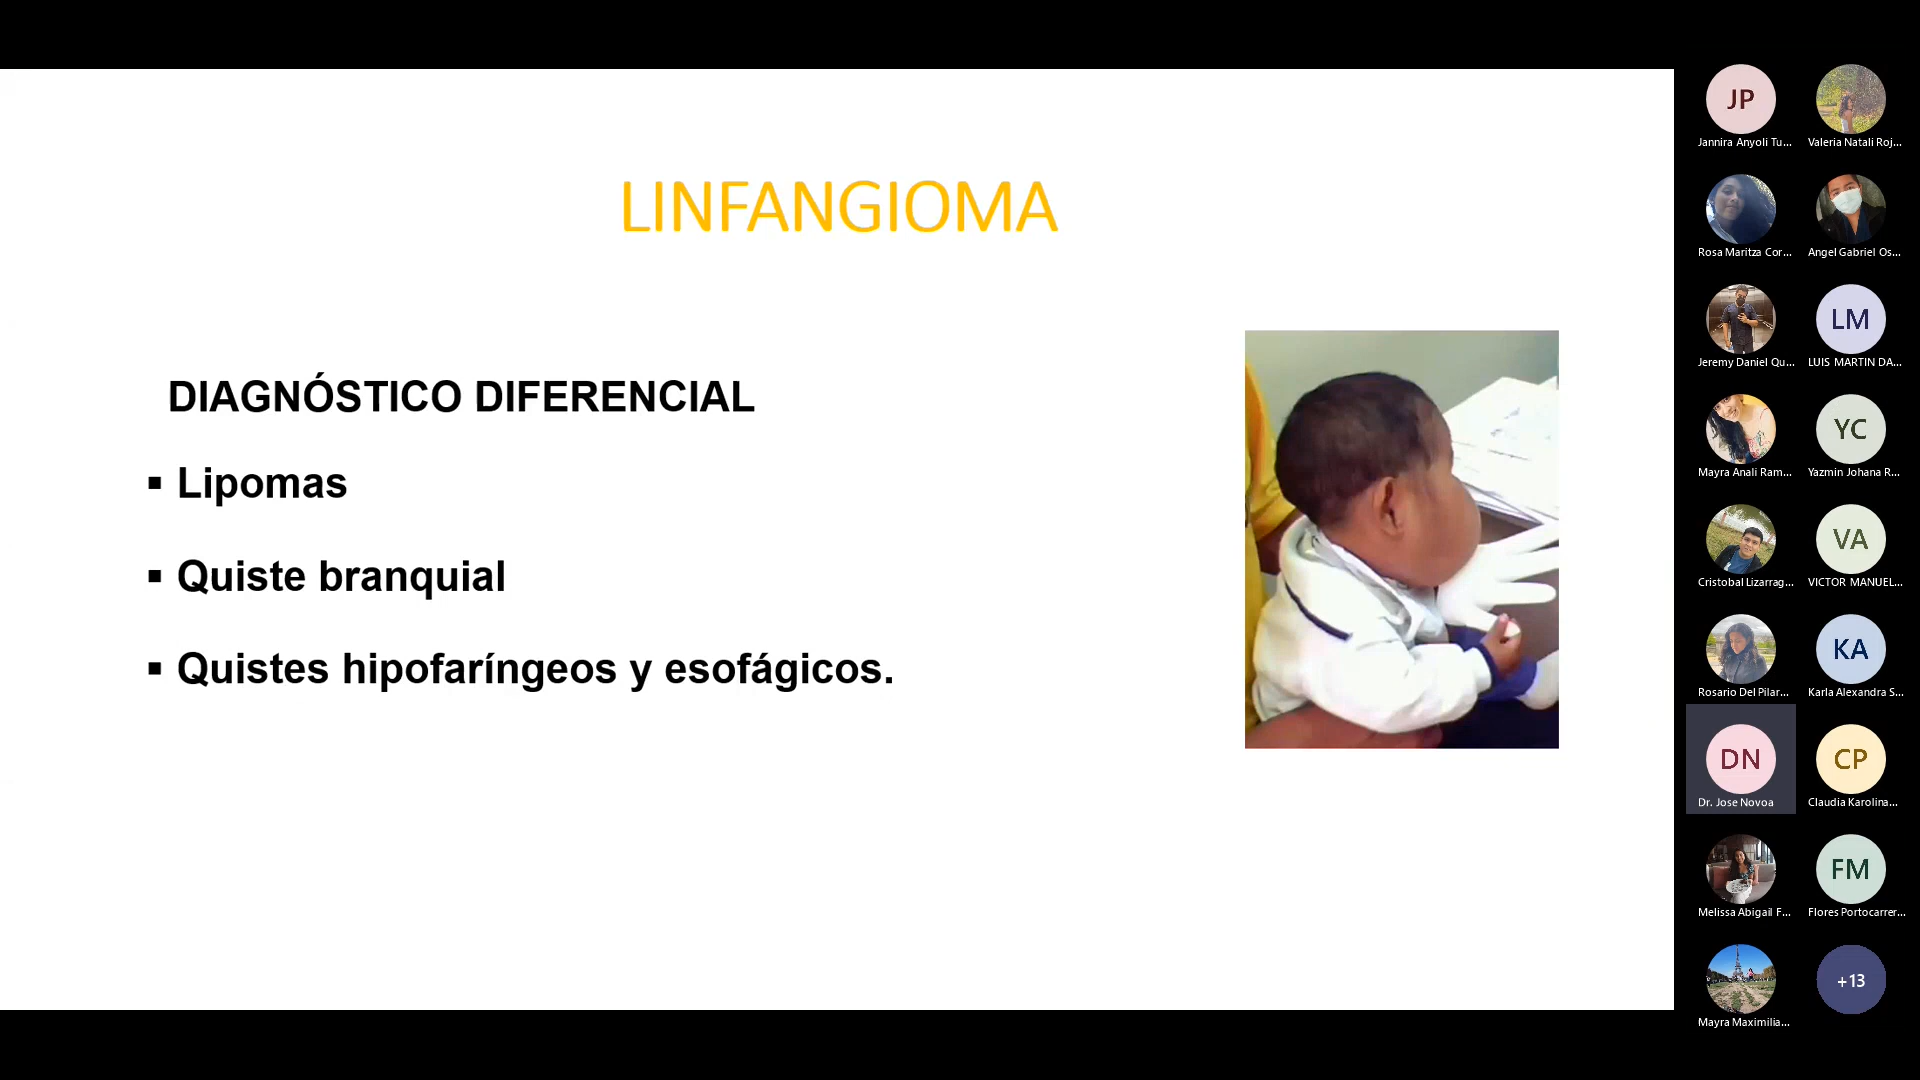 LINFANGIOMA
DIAGNÓSTICO DIFERENCIAL
▪ Lipomas
▪ Quiste branquial
▪ Quistes hipofaríngeos y esofágicos.
JP
Jannira Anyoli Tu...
Valeria Natali Roj...
Rosa Maritza Cor...
Angel Gabriel Os...
Jeremy Daniel Qu...
LM
LUIS MARTIN DA...
Mayra Anali Ram...
YC
Yazmin Johana R...
Cristobal Lizarrag...
VA
VICTOR MANUEL...
Rosario Del Pilar...
KA
Karla Alexandra S...
DN
Dr. Jose Novoa
CP
Claudia Karolina...
Melissa Abigail F...
FM
Flores Portocarrer...
Mayra Maximilia...
+13